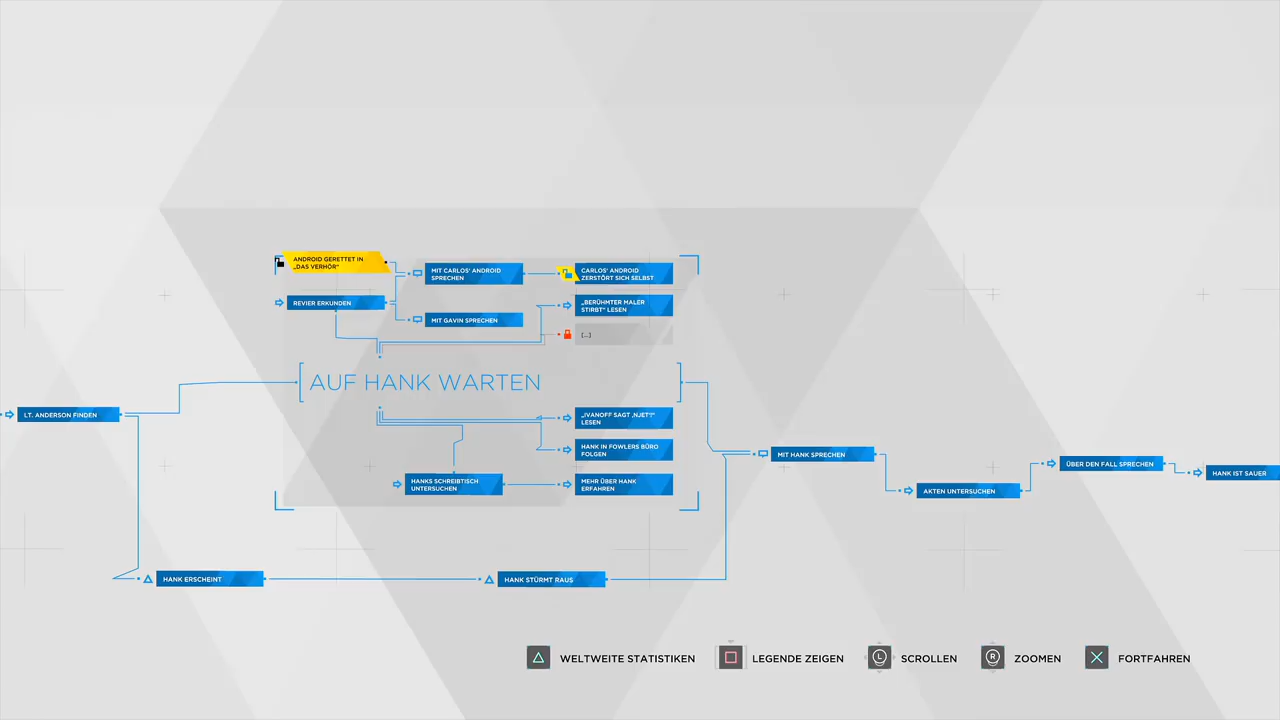 ANDROID GERETTET IN
„DAS VERHÖR“
MIT CARLOS' ANDROID
SPRECHEN
CARLOS' ANDROID
ZERSTÖRT SICH SELBST
REVIER ERKUNDEN
„BERÜHMTER MALER
STIRBT“ LESEN
MIT GAVIN SPRECHEN
[...]
AUF HANK WARTEN
LT. ANDERSON FINDEN
„IVANOFF SAGT ‚NJET‘!“
LESEN
HANK IN FOWLERS BÜRO
FOLGEN
HANKS SCHREIBTISCH
UNTERSUCHEN
MEHR ÜBER HANK
ERFAHREN
MIT HANK SPRECHEN
AKTEN UNTERSUCHEN
ÜBER DEN FALL SPRECHEN
HANK IST SAUER
HANK ERSCHEINT
HANK STÜRMT RAUS
WELTWEITE STATISTIKEN
LEGENDE ZEIGEN
L
SCROLLEN
R
ZOOMEN
FORTFAHREN